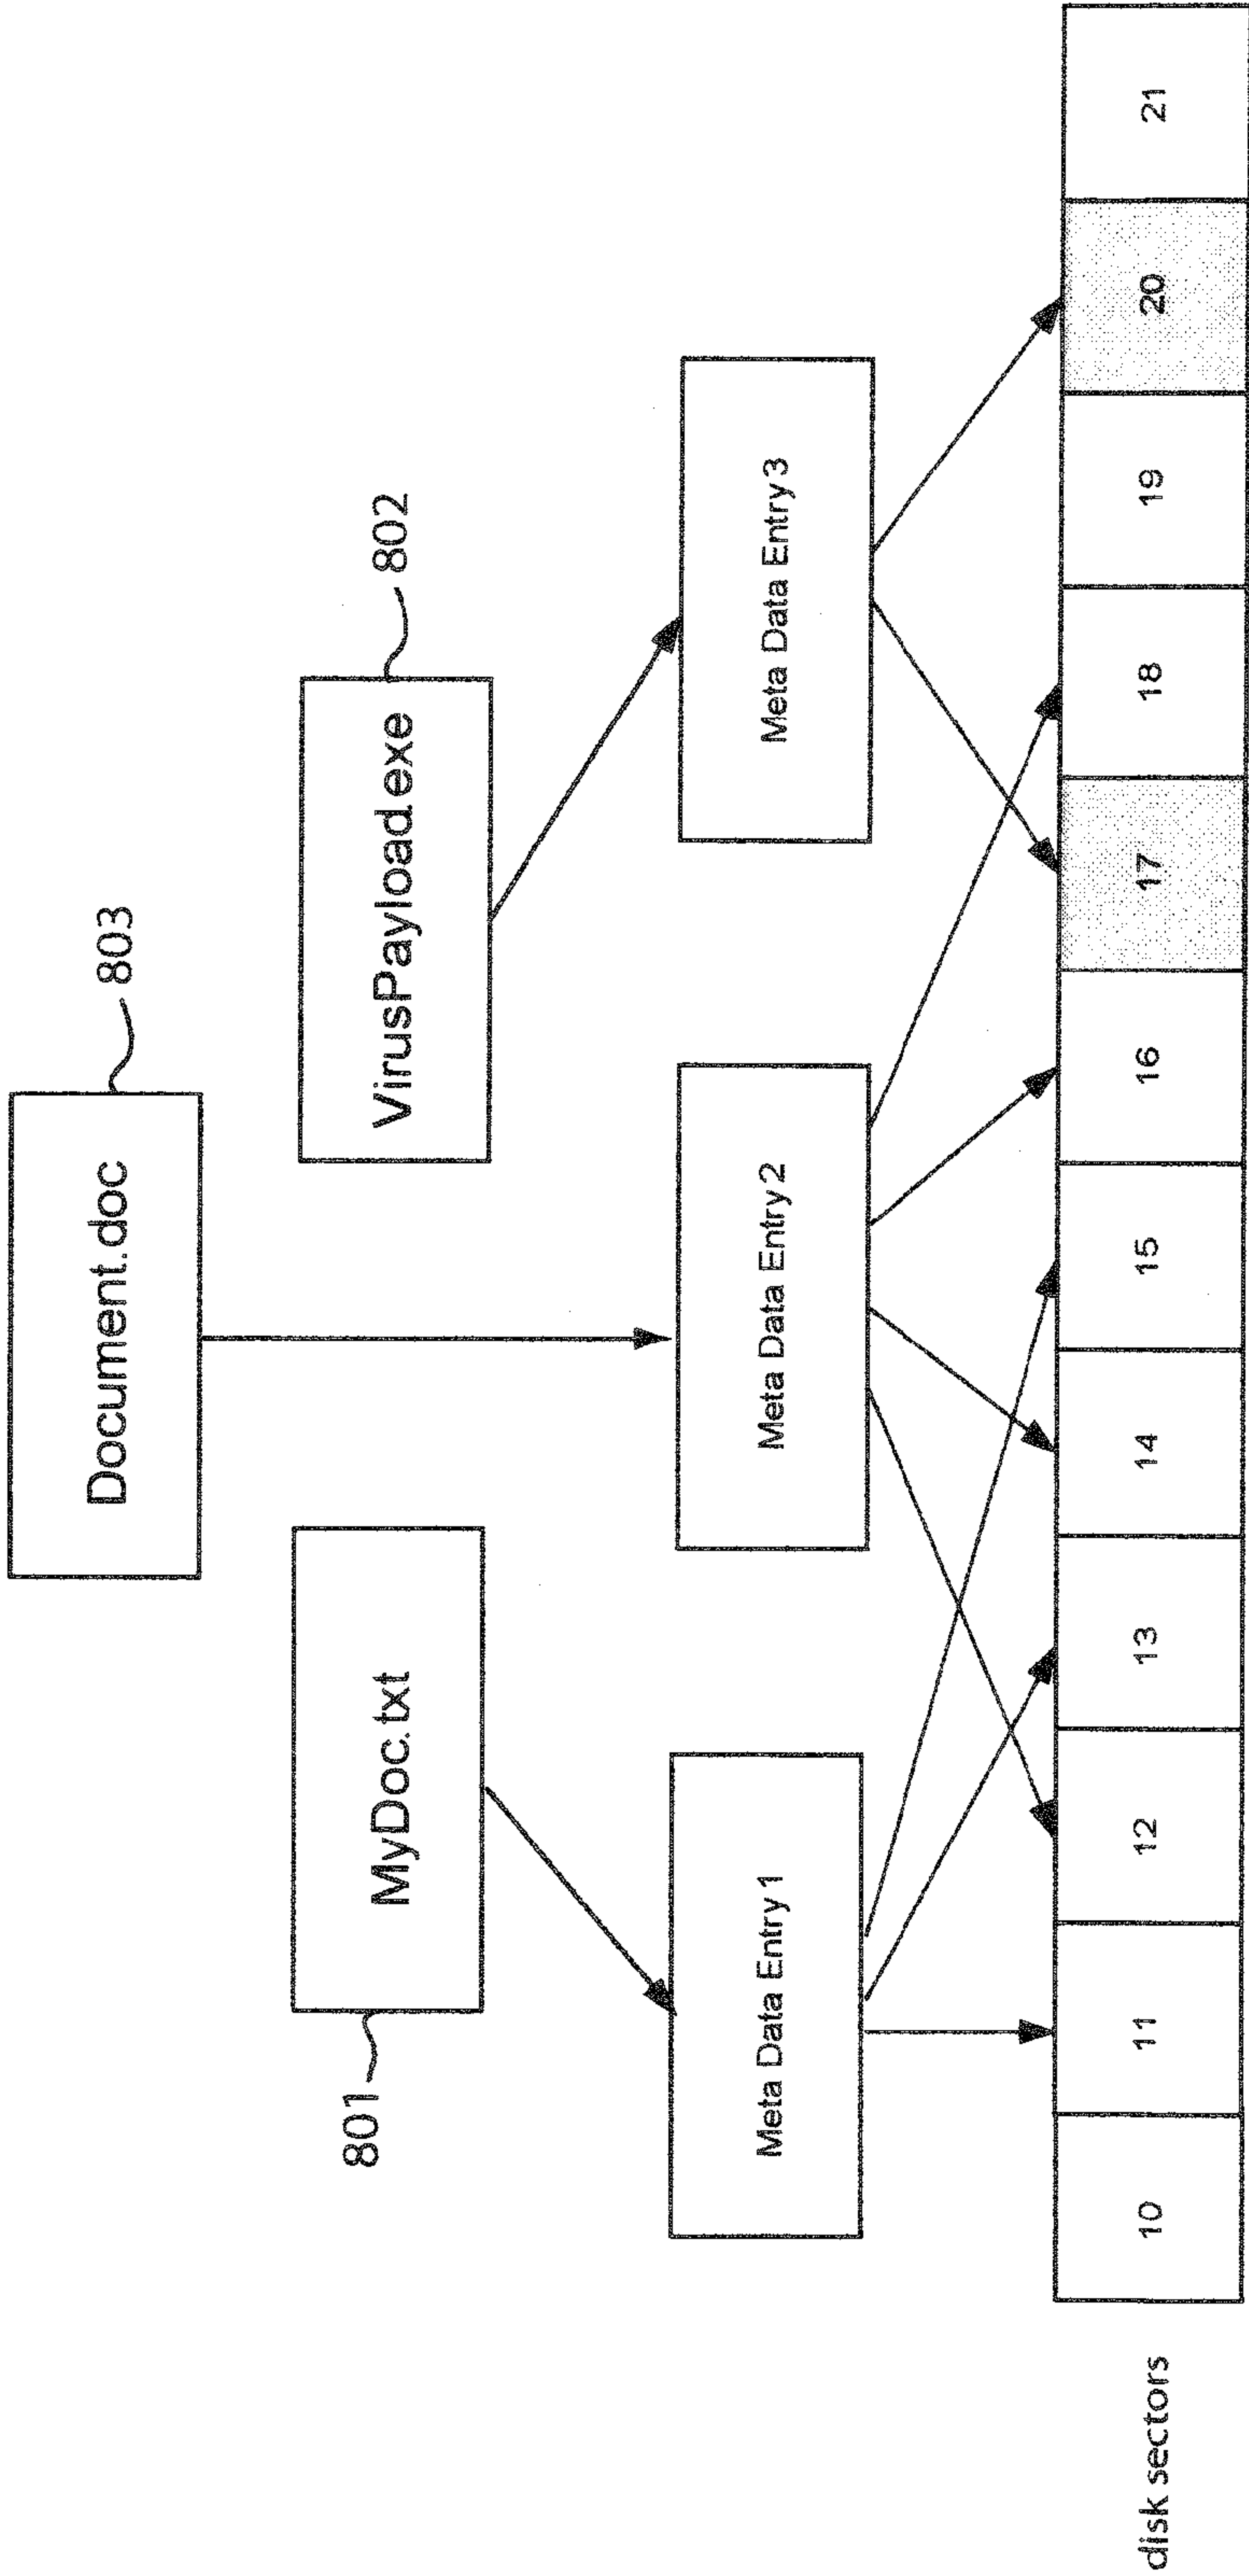 Document.doc
803
MyDoc.txt
801
VirusPayload.exe
802
Meta Data Entry 1
Meta Data Entry 2
Meta Data Entry 3
disk sectors
10
11
12
13
14
15
16
17
18
19
20
21